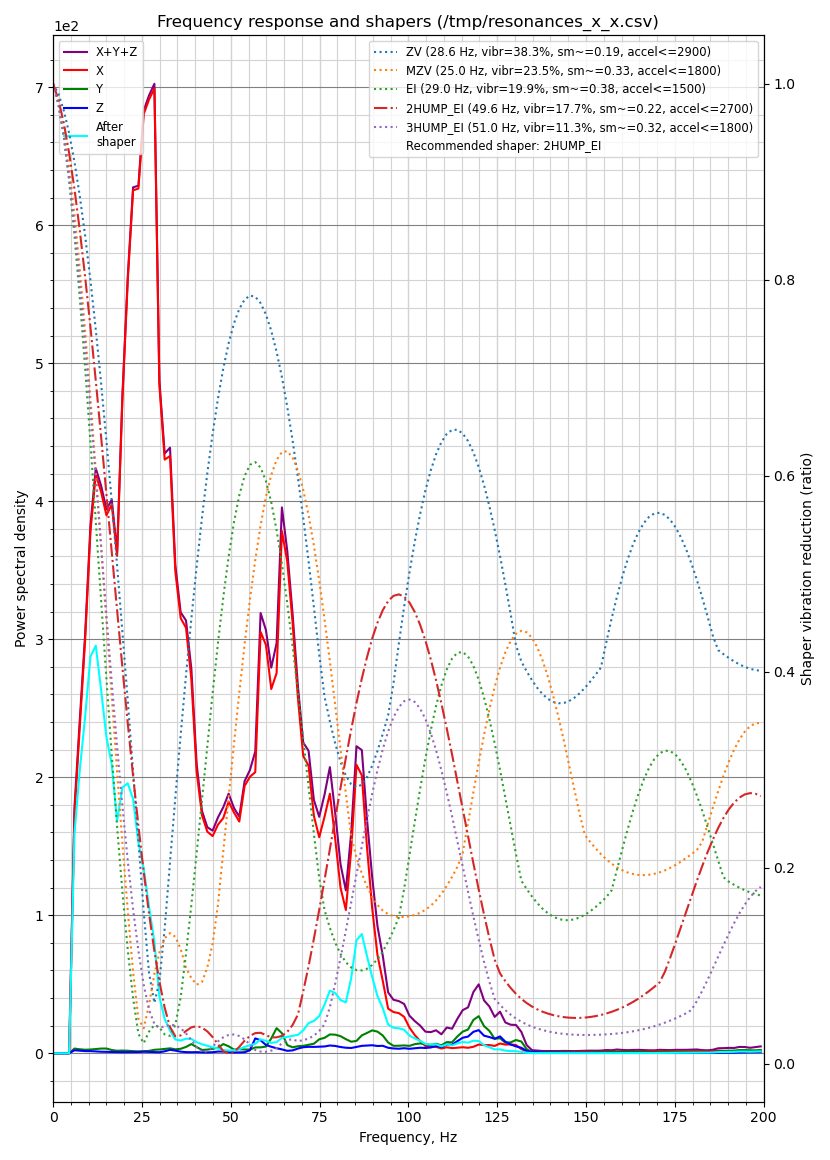 Frequency response and shapers (/tmp/resonances_x_x.csv)
1e2
X+Y+Z
X
Y
Z
After
shaper
ZV (28.6 Hz, vibr=38.3%, sm~=0.19, accel<=2900)
MZV (25.0 Hz, vibr=23.5%, sm~=0.33, accel<=1800)
EI (29.0 Hz, vibr=19.9%, sm~=0.38, accel<=1500)
2HUMP_EI (49.6 Hz, vibr=17.7%, sm~=0.22, accel<=2700)
3HUMP_EI (51.0 Hz, vibr=11.3%, sm~=0.32, accel<=1800)
Recommended shaper: 2HUMP_EI
7
6
5
4
3
2
1
0
Power spectral density
1.0
0.8
0.6
0.4
0.2
0.0
Shaper vibration reduction (ratio)
0 25 50 75 100 125 150 175 200
Frequency, Hz